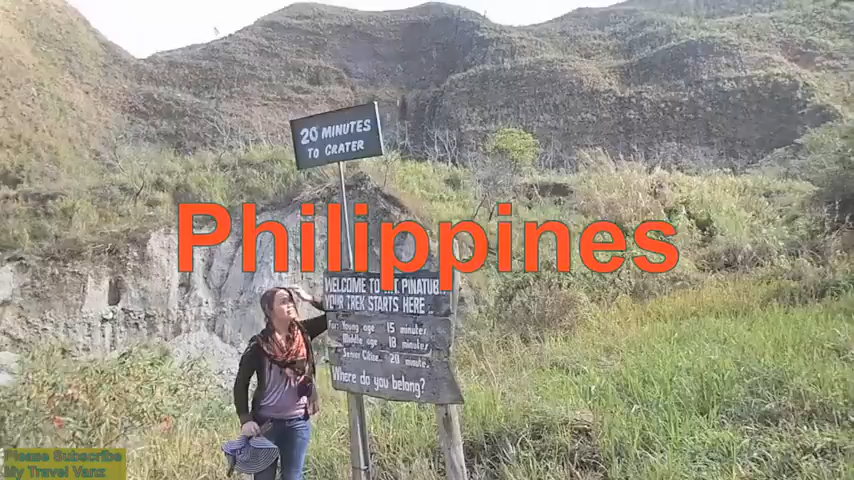 20 MINUTES
TO CRATER
Philippines
WELCOME TO MT. PINATUBO
YOUR TREK STARTS HERE
For: Young Age 15 minutes
Middle age 18 minutes
Senior Citizen 20 minutes
Where do you belong?
Please Subscribe
My Travel Vanz